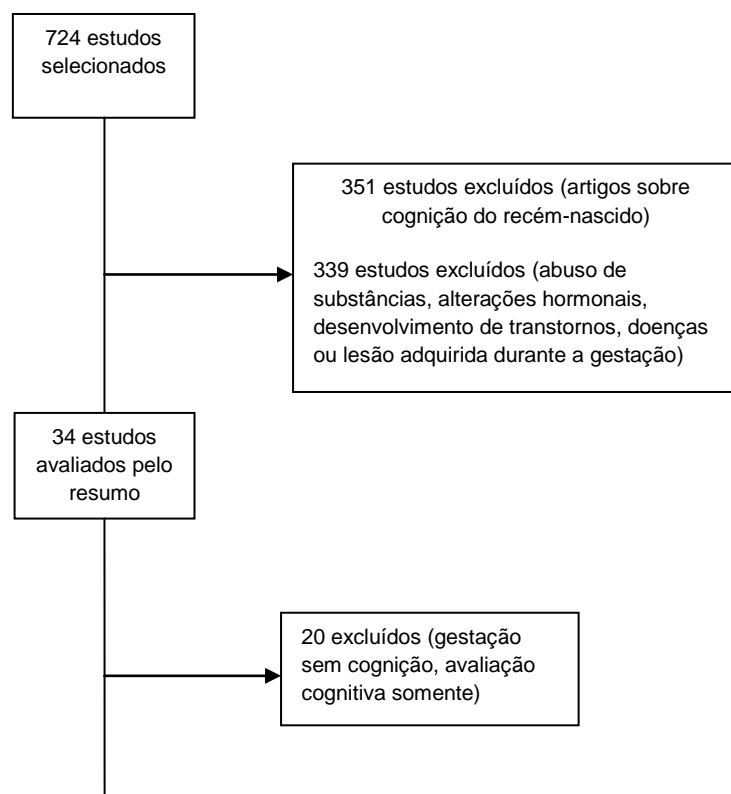 724 estudos
selecionados
351 estudos excluídos (artigos sobre
cognição do recém-nascido)
339 estudos excluídos (abuso de
substâncias, alterações hormonais,
desenvolvimento de transtornos, doenças
ou lesão adquirida durante a gestação)
34 estudos
avaliados pelo
resumo
20 excluídos (gestação
sem cognição, avaliação
cognitiva somente)